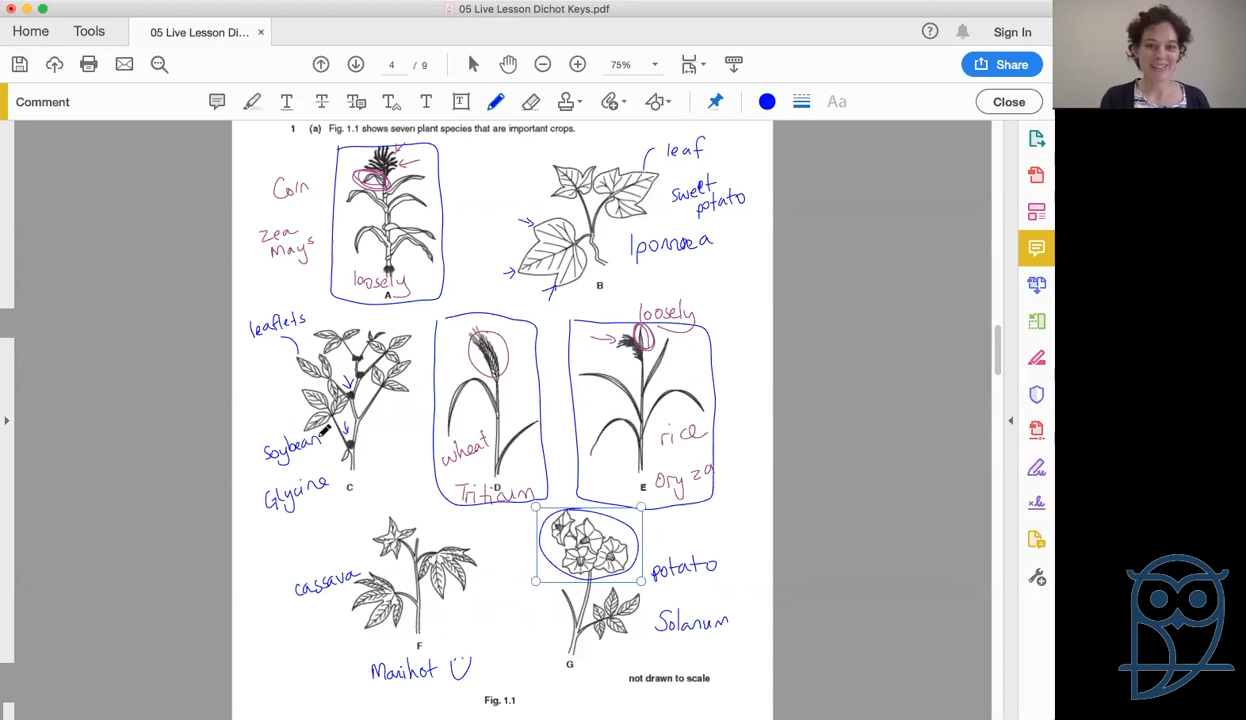 05 Live Lesson Dichot Keys.pdf
Home
Tools
05 Live Lesson Di... ×
Sign In
4 / 9
75%
Share
Comment
Aa
Close
1 (a) Fig. 1.1 shows seven plant species that are important crops.
Corn
Zea
Mays
loosely
A
leaf
sweet
potato
Ipomoea
B
leaflets
soybean
Glycine
C
wheat
Triticum
D
loosely
rice
Oryza
E
cassava
F
Manihot
potato
Solanum
G
not drawn to scale
Fig. 1.1